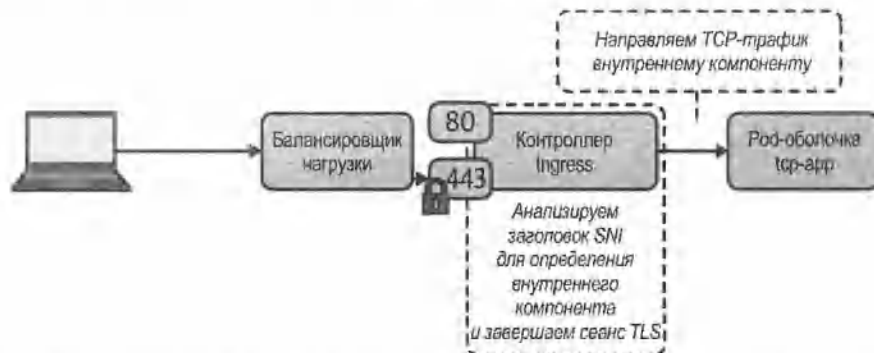 Направляем TCP-трафик
внутреннему компоненту
Балансировщик
нагрузки
80
443
Контроллер
Ingress
Pod-оболочка
tcp-app
Анализируем
заголовок SNI
для определения
внутреннего
компонента
и завершаем сеанс TLS